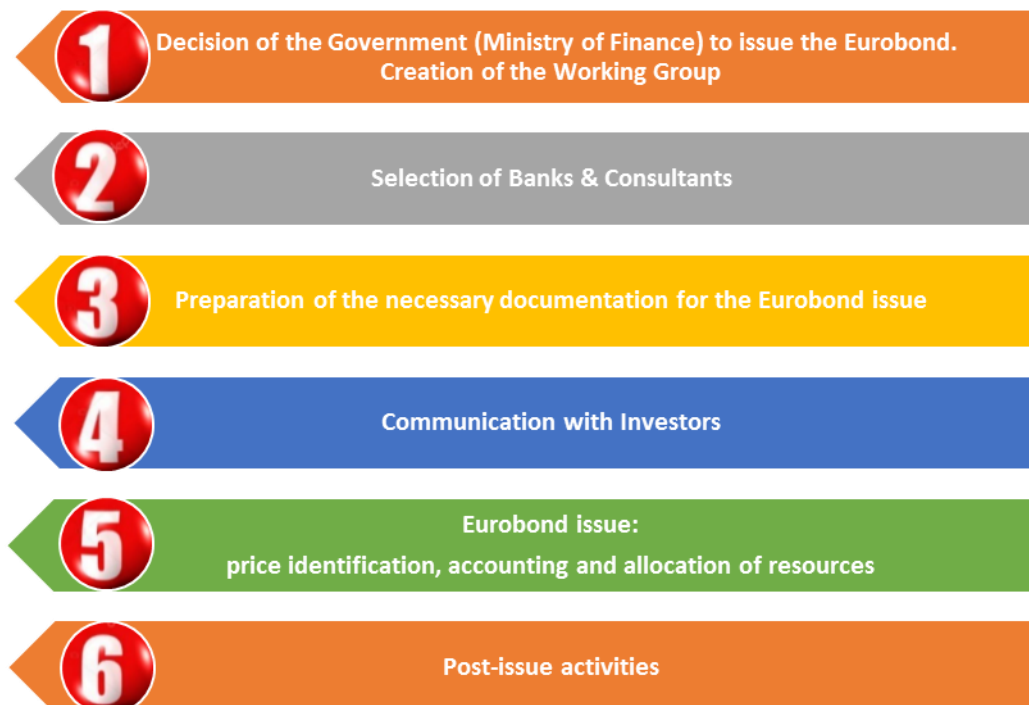 1
Decision of the Government (Ministry of Finance) to issue the Eurobond.
Creation of the Working Group
2
Selection of Banks & Consultants
3
Preparation of the necessary documentation for the Eurobond issue
4
Communication with Investors
5
Eurobond issue:
price identification, accounting and allocation of resources
6
Post-issue activities